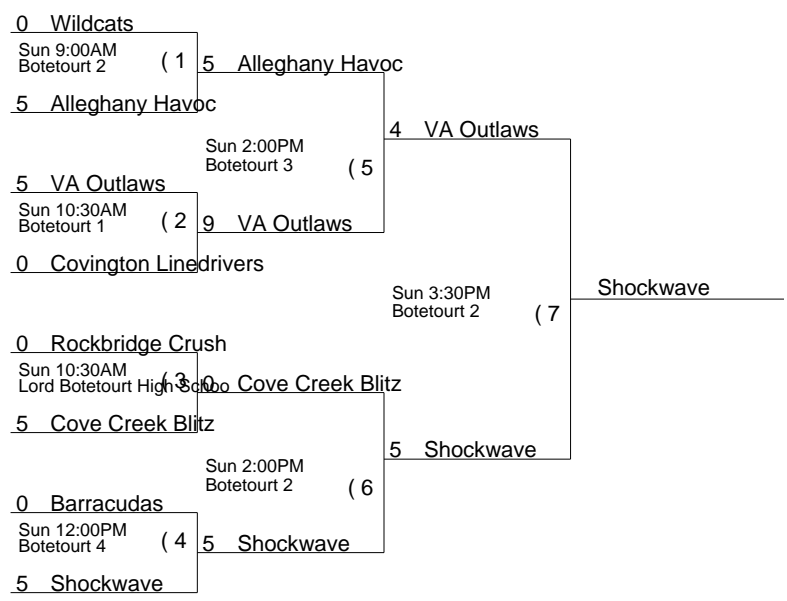 0 Wildcats
Sun 9:00AM
Botetourt 2
( 1
5 Alleghany Havoc
5 Alleghany Havoc
4 VA Outlaws
Sun 2:00PM
Botetourt 3
( 5
5 VA Outlaws
Sun 10:30AM
Botetourt 1
( 2
9 VA Outlaws
0 Covington Linedrivers
Shockwave
Sun 3:30PM
Botetourt 2
( 7
0 Rockbridge Crush
Sun 10:30AM
Lord Botetourt High Schoo
( 3
0 Cove Creek Blitz
5 Cove Creek Blitz
5 Shockwave
Sun 2:00PM
Botetourt 2
( 6
0 Barracudas
Sun 12:00PM
Botetourt 4
( 4
5 Shockwave
5 Shockwave